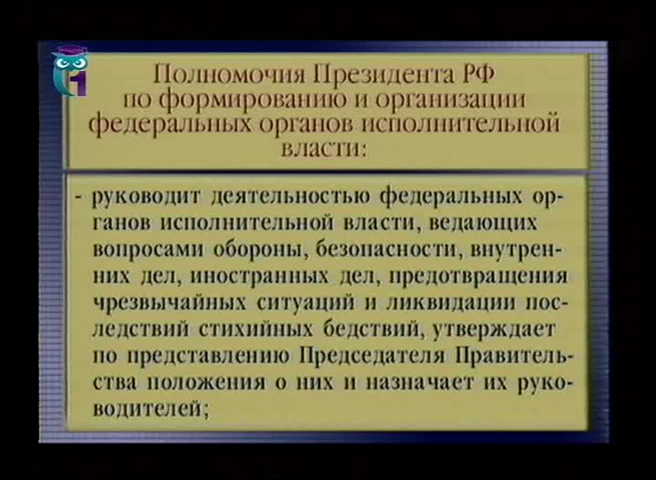 1
Полномочия Президента РФ
по формированию и организации
федеральных органов исполнительной
власти:
- руководит деятельностью федеральных ор-
ганов исполнительной власти, ведающих
вопросами обороны, безопасности, внутрен-
них дел, иностранных дел, предотвращения
чрезвычайных ситуаций и ликвидации пос-
ледствий стихийных бедствий, утверждает
по представлению Председателя Правитель-
ства положения о них и назначает их руко-
водителей;